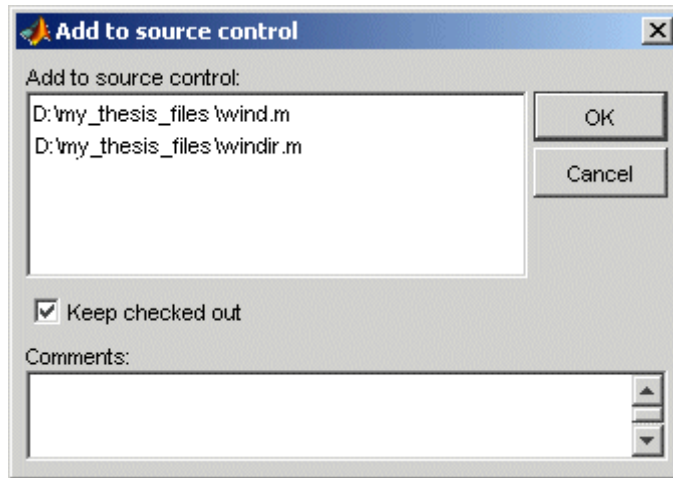 Add to source control
Add to source control:
D:\my_thesis_files\wind.m
D:\my_thesis_files\windir.m
OK
Cancel
Keep checked out
Comments: